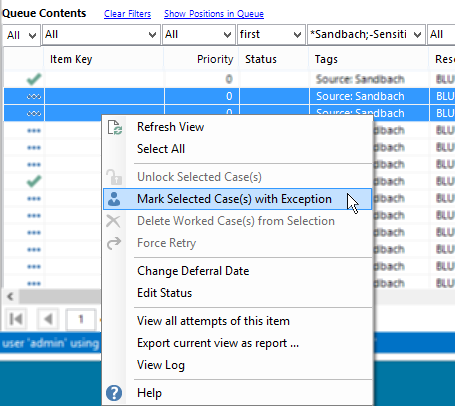 Queue Contents Clear Filters Show Positions in Queue
All All All first *Sandbach;-Sensiti All
Item Key Priority Status Tags Reso
0 Source: Sandbach BLU
0 Source: Sandbach BLU
0 Source: Sandbach BLU
Refresh View
Select All
Unlock Selected Case(s)
Mark Selected Case(s) with Exception
Delete Worked Case(s) from Selection
Force Retry
Change Deferral Date
Edit Status
1
View all attempts of this item
Export current view as report ...
user 'admin' using
View Log
Help